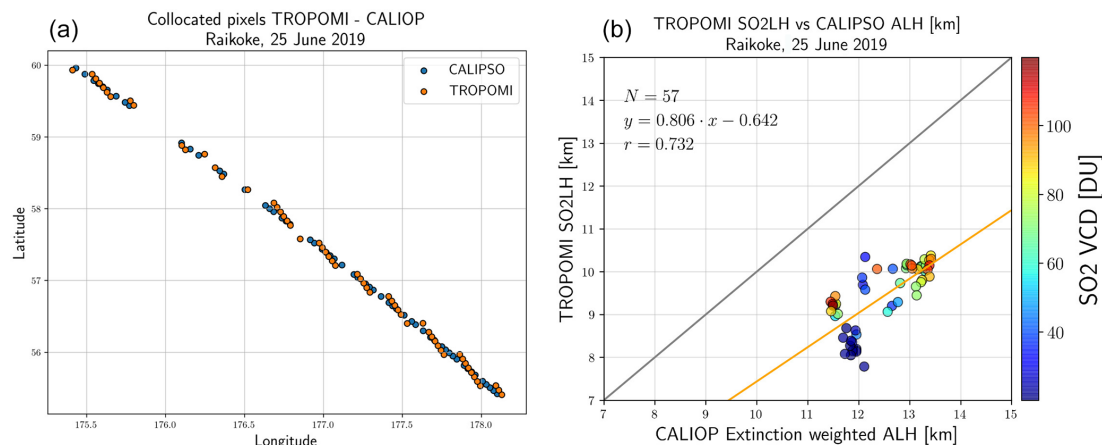 (a)
Collocated pixels TROPOMI - CALIOP
Raikoke, 25 June 2019
CALIPSO
TROPOMI
60
59
58
57
56
Latitude
175.5
176.0
176.5
177.0
177.5
178.0
Longitude
(b)
TROPOMI SO2LH vs CALIPSO ALH [km]
Raikoke, 25 June 2019
N = 57
y = 0.806 · x − 0.642
r = 0.732
15
14
13
12
11
10
9
8
7
TROPOMI SO2LH [km]
7
8
9
10
11
12
13
14
15
CALIOP Extinction weighted ALH [km]
100
80
60
40
SO2 VCD [DU]